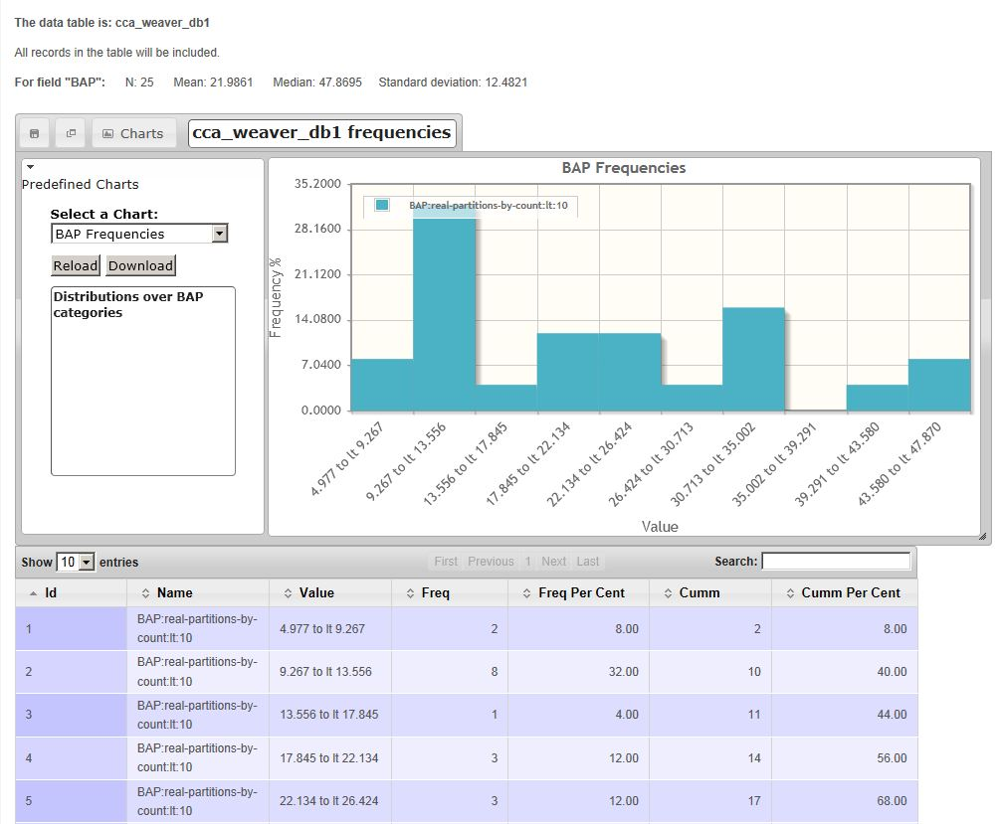 The data table is: cca_weaver_db1
All records in the table will be included.
For field "BAP": N: 25 Mean: 21.9861 Median: 47.8695 Standard deviation: 12.4821
Charts cca_weaver_db1 frequencies
Predefined Charts
Select a Chart:
BAP Frequencies
Reload Download
Distributions over BAP
categories
BAP Frequencies
BAP:real-partitions-by-count:lt:10
Frequency %
35.2000
28.1600
21.1200
14.0800
7.0400
0.0000
4.977 to lt 9.267
9.267 to lt 13.556
13.556 to lt 17.845
17.845 to lt 22.134
22.134 to lt 26.424
26.424 to lt 30.713
30.713 to lt 35.002
35.002 to lt 39.291
39.291 to lt 43.580
43.580 to lt 47.870
Value
Show 10 entries First Previous 1 Next Last Search:
Id Name Value Freq Freq Per Cent Cumm Cumm Per Cent
1 BAP:real-partitions-by-count:lt:10 4.977 to lt 9.267 2 8.00 2 8.00
2 BAP:real-partitions-by-count:lt:10 9.267 to lt 13.556 8 32.00 10 40.00
3 BAP:real-partitions-by-count:lt:10 13.556 to lt 17.845 1 4.00 11 44.00
4 BAP:real-partitions-by-count:lt:10 17.845 to lt 22.134 3 12.00 14 56.00
5 BAP:real-partitions-by-count:lt:10 22.134 to lt 26.424 3 12.00 17 68.00